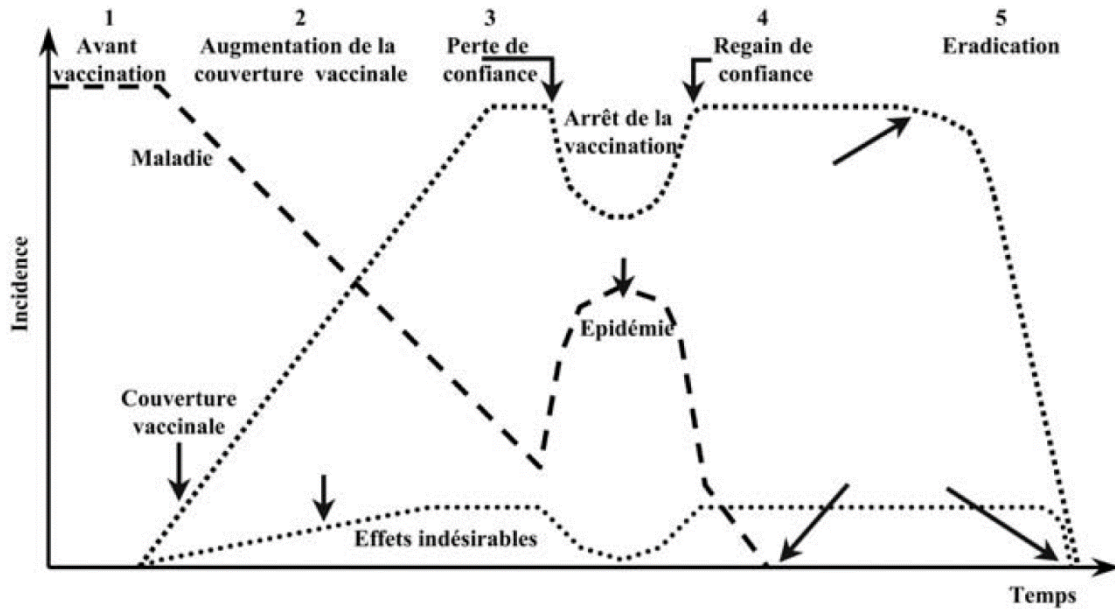 1
Avant
vaccination
2
Augmentation de la
couverture vaccinale
3
Perte de
confiance
4
Regain de
confiance
5
Eradication
Arrêt de la
vaccination
Maladie
Incidence
Epidémie
Couverture
vaccinale
Effets indésirables
Temps